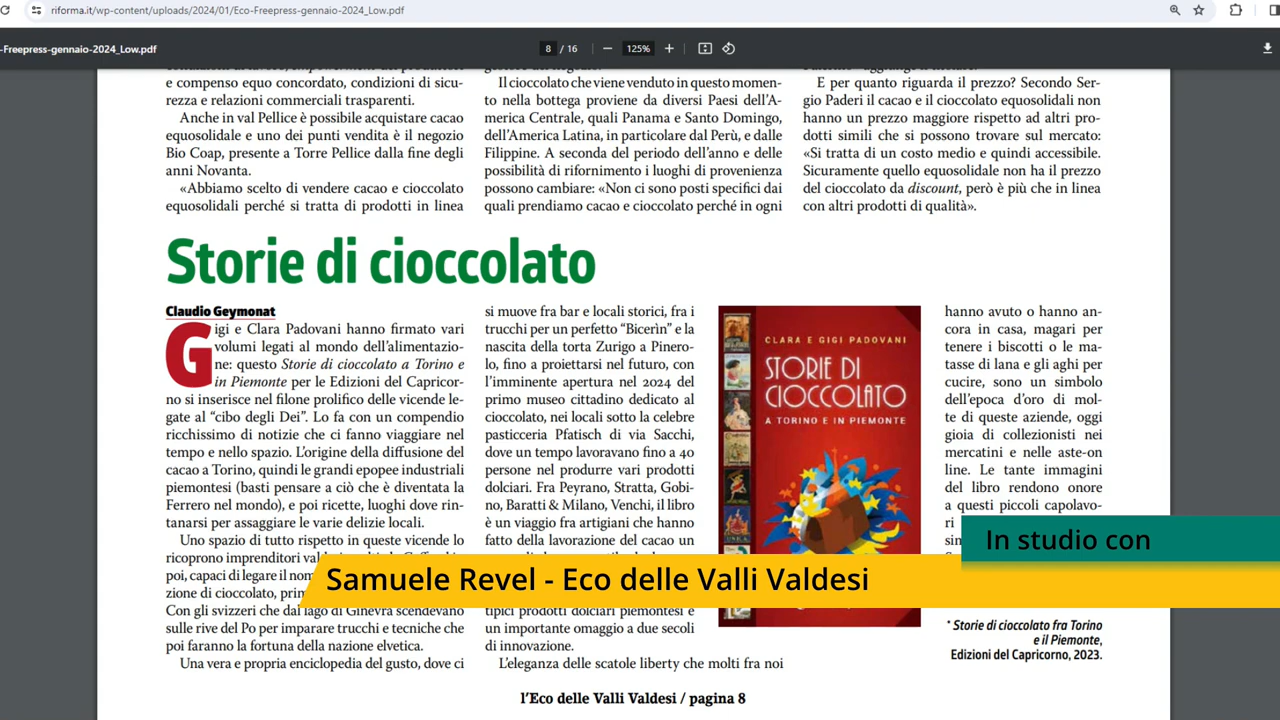 riforma.it/wp-content/uploads/2024/01/Eco-Freepress-gennaio-2024_Low.pdf
-Freepress-gennaio-2024_Low.pdf
8 / 16
125%
e compenso equo concordato, condizioni di sicu-
rezza e relazioni commerciali trasparenti.
Anche in val Pellice è possibile acquistare cacao
equosolidale e uno dei punti vendita è il negozio
Bio Coap, presente a Torre Pellice dalla fine degli
anni Novanta.
«Abbiamo scelto di vendere cacao e cioccolato
equosolidali perché si tratta di prodotti in linea
Il cioccolato che viene venduto in questo momen-
to nella bottega proviene da diversi Paesi dell'A-
merica Centrale, quali Panama e Santo Domingo,
dell'America Latina, in particolare dal Perù, e dalle
Filippine. A seconda del periodo dell'anno e delle
possibilità di rifornimento i luoghi di provenienza
possono cambiare: «Non ci sono posti specifici dai
quali prendiamo cacao e cioccolato perché in ogni
E per quanto riguarda il prezzo? Secondo Ser-
gio Paderi il cacao e il cioccolato equosolidali non
hanno un prezzo maggiore rispetto ad altri pro-
dotti simili che si possono trovare sul mercato:
«Si tratta di un costo medio e quindi accessibile.
Sicuramente quello equosolidale non ha il prezzo
del cioccolato da discount, però è più che in linea
con altri prodotti di qualità».
Storie di cioccolato
Claudio Geymonat
Gigi e Clara Padovani hanno firmato vari
volumi legati al mondo dell'alimentazio-
ne: questo Storie di cioccolato a Torino e
in Piemonte per le Edizioni del Capricor-
no si inserisce nel filone prolifico delle vicende le-
gate al "cibo degli Dei". Lo fa con un compendio
ricchissimo di notizie che ci fanno viaggiare nel
tempo e nello spazio. L'origine della diffusione del
cacao a Torino, quindi le grandi epopee industriali
piemontesi (basti pensare a ciò che è diventata la
Ferrero nel mondo), e poi ricette, luoghi dove rin-
tanarsi per assaggiare le varie delizie locali.
Uno spazio di tutto rispetto in queste vicende lo
ricoprono imprenditori
poi, capaci di legare il
zione di cioccolato,
Con gli svizzeri che dal lago di Ginevra scendevano
sulle rive del Po per imparare trucchi e tecniche che
poi faranno la fortuna della nazione elvetica.
Una vera e propria enciclopedia del gusto, dove ci
si muove fra bar e locali storici, fra i
trucchi per un perfetto "Bicerìn" e la
nascita della torta Zurigo a Pinero-
lo, fino a proiettarsi nel futuro, con
l'imminente apertura nel 2024 del
primo museo cittadino dedicato al
cioccolato, nei locali sotto la celebre
pasticceria Pfatisch di via Sacchi,
dove un tempo lavoravano fino a 40
persone nel produrre vari prodotti
dolciari. Fra Peyrano, Stratta, Gobi-
no, Baratti & Milano, Venchi, il libro
è un viaggio fra artigiani che hanno
fatto della lavorazione del cacao un
tipici prodotti dolciari piemontesi e
un importante omaggio a due secoli
di innovazione.
L'eleganza delle scatole liberty che molti fra noi
CLARA E GIGI PADOVANI
STORIE DI
CIOCCOLATO
A TORINO E IN PIEMONTE
hanno avuto o hanno an-
cora in casa, magari per
tenere i biscotti o le ma-
tasse di lana e gli aghi per
cucire, sono un simbolo
dell'epoca d'oro di mol-
te di queste aziende, oggi
gioia di collezionisti nei
mercatini e nelle aste on-
line. Le tante immagini
del libro rendono onore
a questi piccoli capolavo-
ri
* Storie di cioccolato fra Torino
e il Piemonte,
Edizioni del Capricorno, 2023.
In studio con
Samuele Revel - Eco delle Valli Valdesi
l'Eco delle Valli Valdesi / pagina 8